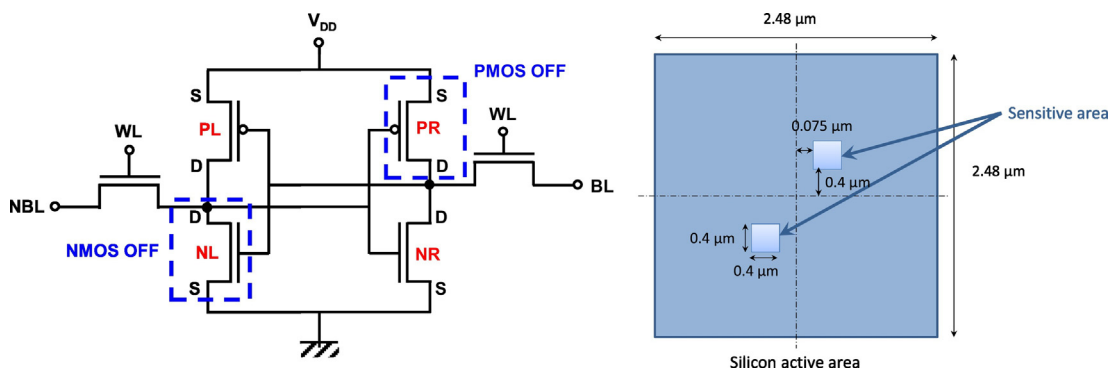 V_DD
PMOS OFF
S
S
WL
PL
PR
WL
D
D
NBL
BL
D
D
NMOS OFF
NL
NR
S
S
2.48 µm
Sensitive area
0.075 µm
0.4 µm
2.48 µm
0.4 µm
0.4 µm
Silicon active area